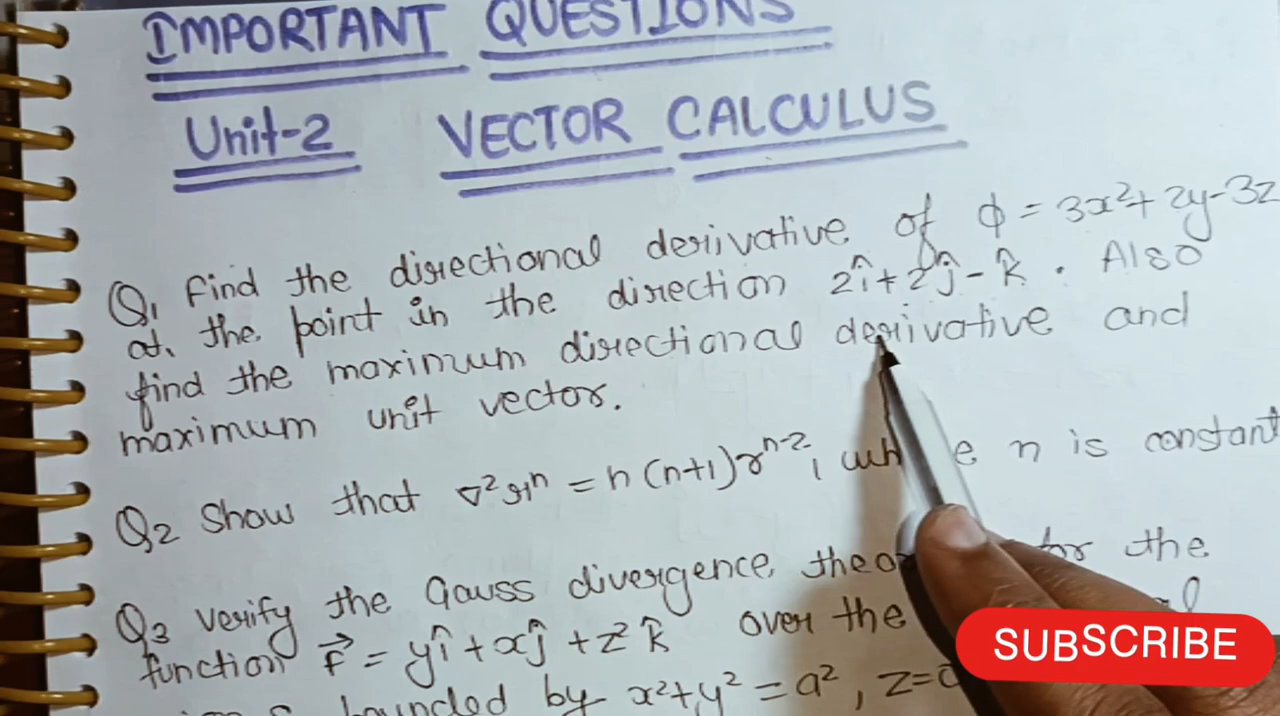 IMPORTANT QUESTIONS
Unit-2 VECTOR CALCULUS
Q1 find the directional derivative of ϕ = 3x²+2y-3z
at the point in the direction 2î+2ĵ-k̂. Also
find the maximum directional derivative and
maximum unit vector.
Q2 Show that ∇²rⁿ = n(n+1)rⁿ⁻², n is constant
Q3 verify the Gauss divergence for the
function F⃗ = yî+xĵ+z²k̂ over the
bounded by x²+y²=a², z=
SUBSCRIBE